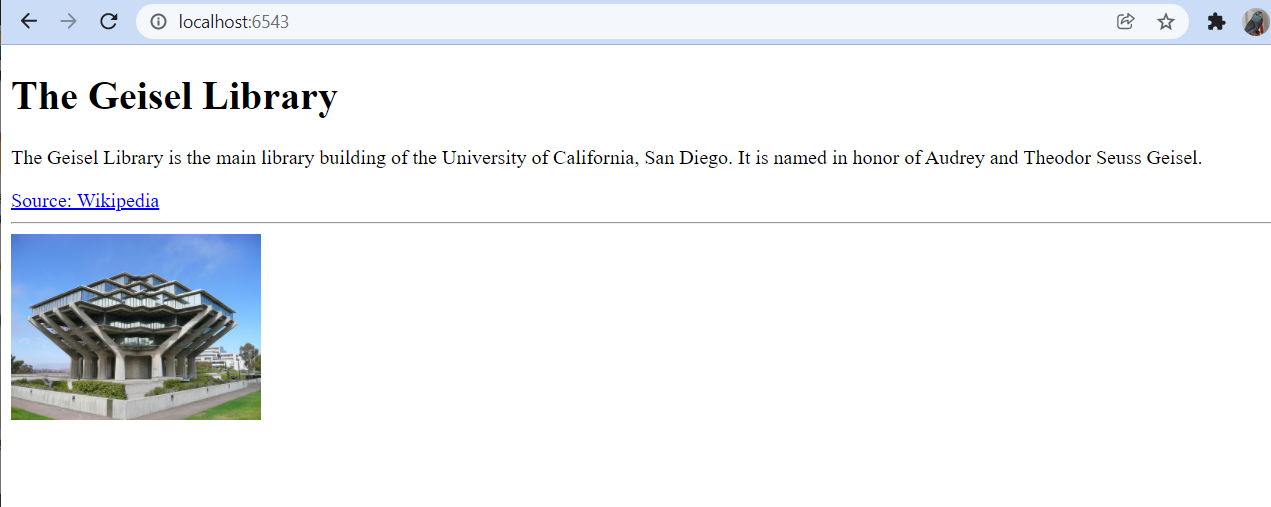 localhost:6543
The Geisel Library
The Geisel Library is the main library building of the University of California, San Diego. It is named in honor of Audrey and Theodor Seuss Geisel.
Source: Wikipedia